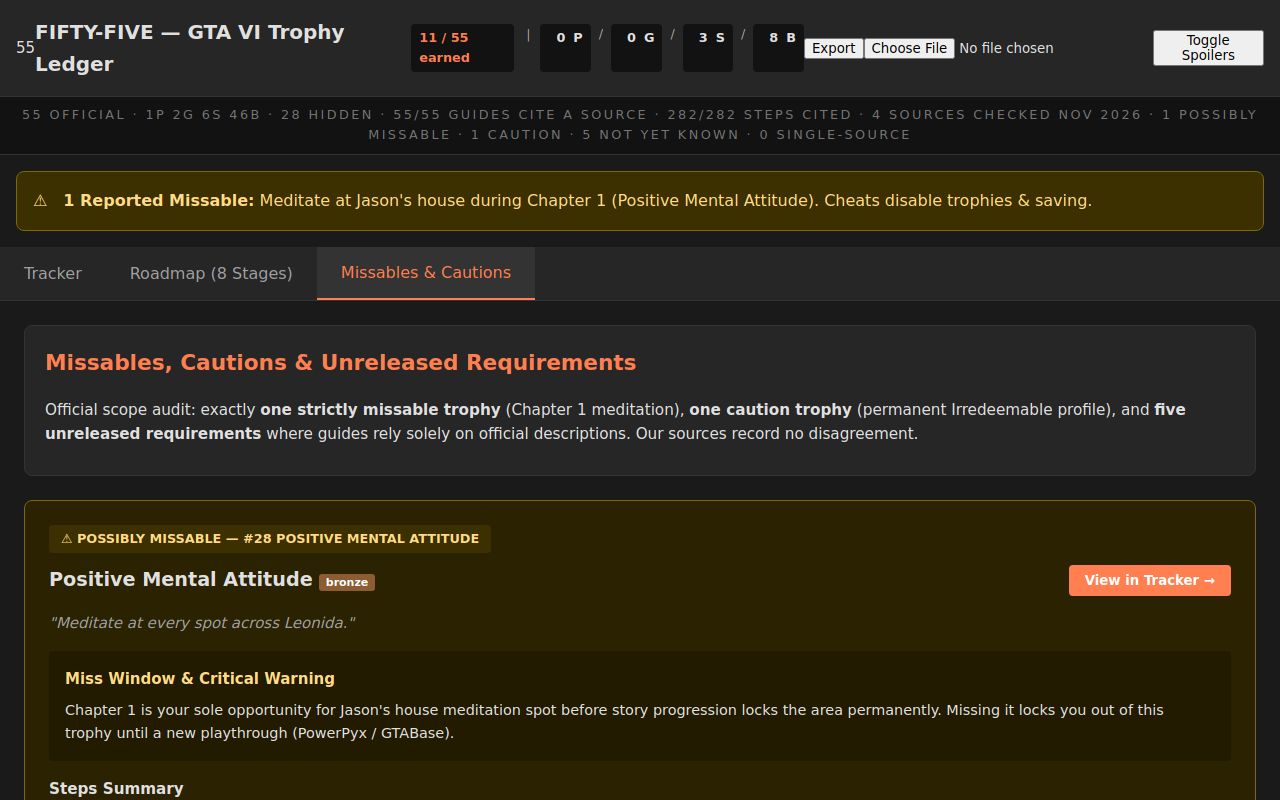 55
FIFTY-FIVE — GTA VI Trophy
Ledger
11 / 55
earned
| 0 P / 0 G / 3 S / 8 B
Export Choose File No file chosen
Toggle
Spoilers
55 OFFICIAL · 1P 2G 6S 46B · 28 HIDDEN · 55/55 GUIDES CITE A SOURCE · 282/282 STEPS CITED · 4 SOURCES CHECKED NOV 2026 · 1 POSSIBLY
MISSABLE · 1 CAUTION · 5 NOT YET KNOWN · 0 SINGLE-SOURCE
⚠ 1 Reported Missable: Meditate at Jason's house during Chapter 1 (Positive Mental Attitude). Cheats disable trophies & saving.
Tracker Roadmap (8 Stages) Missables & Cautions
Missables, Cautions & Unreleased Requirements
Official scope audit: exactly one strictly missable trophy (Chapter 1 meditation), one caution trophy (permanent Irredeemable profile), and five
unreleased requirements where guides rely solely on official descriptions. Our sources record no disagreement.
⚠ POSSIBLY MISSABLE — #28 POSITIVE MENTAL ATTITUDE
Positive Mental Attitude bronze
View in Tracker →
"Meditate at every spot across Leonida."
Miss Window & Critical Warning
Chapter 1 is your sole opportunity for Jason's house meditation spot before story progression locks the area permanently. Missing it locks you out of this
trophy until a new playthrough (PowerPyx / GTABase).
Steps Summary